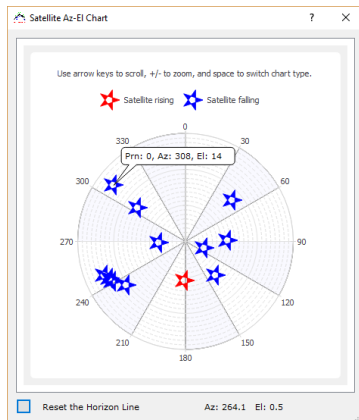 Satellite Az-El Chart
? ×
Use arrow keys to scroll, +/- to zoom, and space to switch chart type.
Satellite rising Satellite falling
0
330 30
Prn: 0, Az: 308, El: 14
300 60
270 90
240 120
210 150
180
Reset the Horizon Line Az: 264.1 El: 0.5